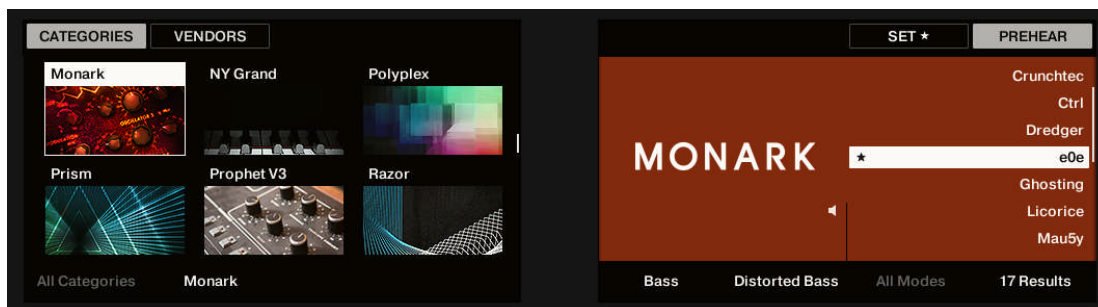 CATEGORIES VENDORS
Monark NY Grand Polyplex
Prism Prophet V3 Razor
All Categories Monark
SET ★ PREHEAR
MONARK
Crunchtec
Ctrl
Dredger
★ e0e
Ghosting
Licorice
Mau5y
Bass Distorted Bass All Modes 17 Results